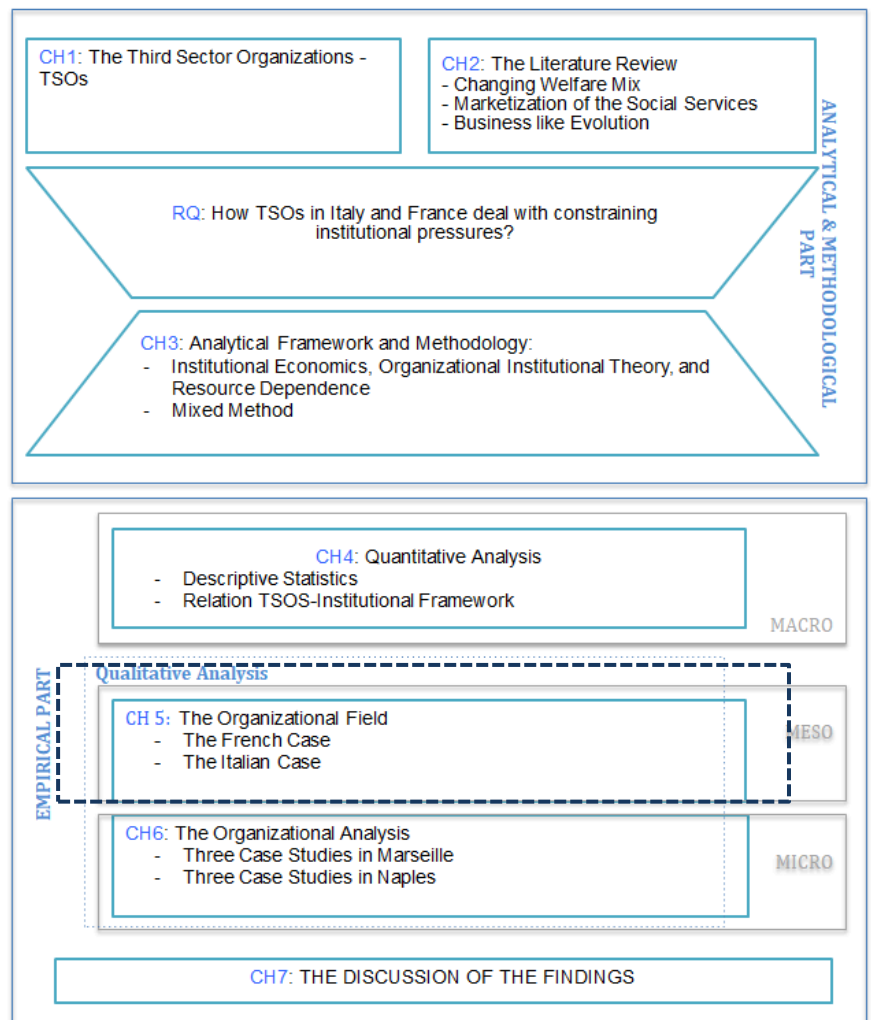 CH1: The Third Sector Organizations -
TSOs
CH2: The Literature Review
- Changing Welfare Mix
- Marketization of the Social Services
- Business like Evolution
ANALYTICAL & METHODOLOGICAL
PART
RQ: How TSOs in Italy and France deal with constraining
institutional pressures?
CH3: Analytical Framework and Methodology:
- Institutional Economics, Organizational Institutional Theory, and
Resource Dependence
- Mixed Method
CH4: Quantitative Analysis
- Descriptive Statistics
- Relation TSOS-Institutional Framework
MACRO
EMPIRICAL PART
Qualitative Analysis
CH 5: The Organizational Field
- The French Case
- The Italian Case
MESO
CH6: The Organizational Analysis
- Three Case Studies in Marseille
- Three Case Studies in Naples
MICRO
CH7: THE DISCUSSION OF THE FINDINGS